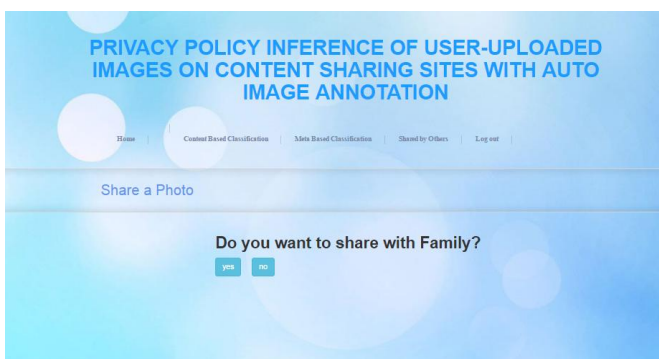 PRIVACY POLICY INFERENCE OF USER-UPLOADED
IMAGES ON CONTENT SHARING SITES WITH AUTO
IMAGE ANNOTATION
Home | Content Based Classification | Meta Based Classification | Shared by Others | Log out |
Share a Photo
Do you want to share with Family?
yes no